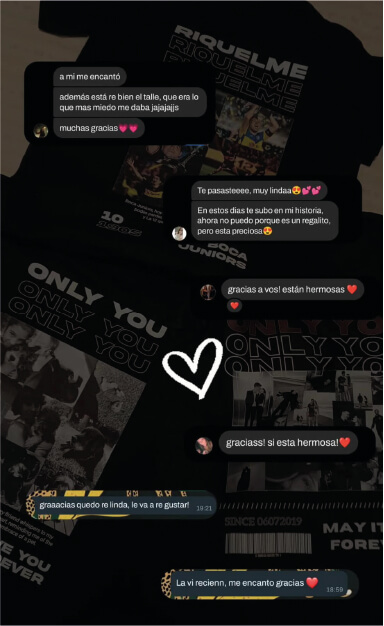 RIQUELME
RIQUELME
RIQUELME
a mi me encantó
además está re bien el talle, que era lo
que mas miedo me daba jajajajjs
muchas gracias💗💗
Te pasasteeee, muy lindaa😍💕💕
En estos dias te subo en mi historia,
ahora no puedo porque es un regalito,
pero esta preciosa😍
10
BOCA
JUNIORS
gracias a vos! están hermosas ❤️
❤️
ONLY YOU
ONLY YOU
ONLY YOU
ONLY YOU
ONLY YOU
graciass! si esta hermosa!❤️
graaacias quedo re linda, le va a re gustar!
19:21
SINCE 06072019
MAY I
FOREV
VE YOU
EVER
La vi recienn, me encanto gracias ❤️
18:59